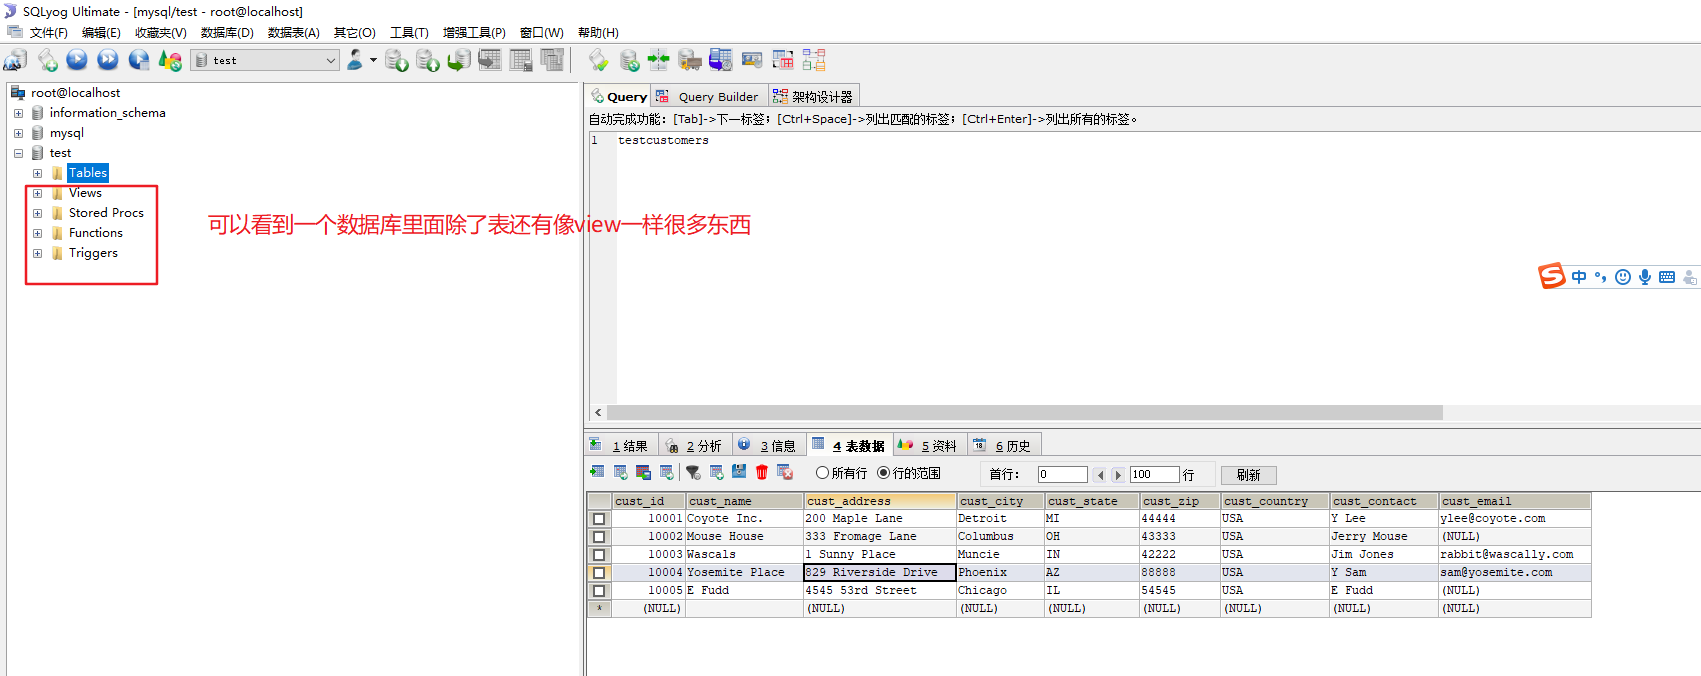 SQLyog Ultimate - [mysql/test - root@localhost]
文件(F) 编辑(E) 收藏夹(V) 数据库(D) 数据表(A) 其它(O) 工具(T) 增强工具(P) 窗口(W) 帮助(H)
test
root@localhost
information_schema
mysql
test
Tables
Views
Stored Procs
Functions
Triggers
可以看到一个数据库里面除了表还有像view一样很多东西
Query Query Builder 架构设计器
自动完成功能：[Tab]->下一标签；[Ctrl+Space]->列出匹配的标签；[Ctrl+Enter]->列出所有的标签。
1 testcustomers
中
1 结果 2 分析 3 信息 4 表数据 5 资料 6 历史
所有行 行的范围 首行： 0 100 行 刷新
cust_id cust_name cust_address cust_city cust_state cust_zip cust_country cust_contact cust_email
10001 Coyote Inc. 200 Maple Lane Detroit MI 44444 USA Y Lee ylee@coyote.com
10002 Mouse House 333 Fromage Lane Columbus OH 43333 USA Jerry Mouse (NULL)
10003 Wascals 1 Sunny Place Muncie IN 42222 USA Jim Jones rabbit@wascally.com
10004 Yosemite Place 829 Riverside Drive Phoenix AZ 88888 USA Y Sam sam@yosemite.com
10005 E Fudd 4545 53rd Street Chicago IL 54545 USA E Fudd (NULL)
* (NULL) (NULL) (NULL) (NULL) (NULL) (NULL) (NULL) (NULL)